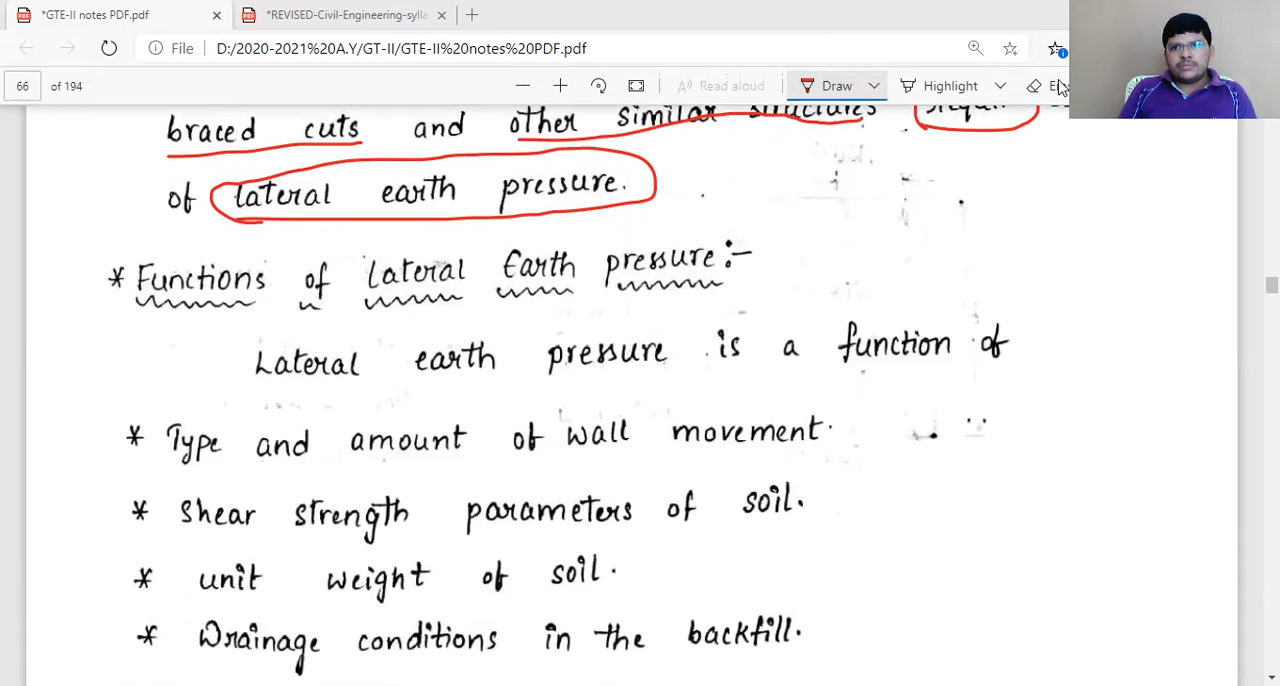 *GTE-II notes PDF.pdf
*REVISED-Civil-Engineering-sylla
File D:/2020-2021%20A.Y/GT-II/GTE-II%20notes%20PDF.pdf
66 of 194
Read aloud
Draw
Highlight
braced cuts and other similar structures
of lateral earth pressure.
* Functions of Lateral Earth pressure:-
Lateral earth pressure is a function of
* Type and amount of wall movement.
* Shear strength parameters of soil.
* unit weight of soil.
* Drainage conditions in the backfill.